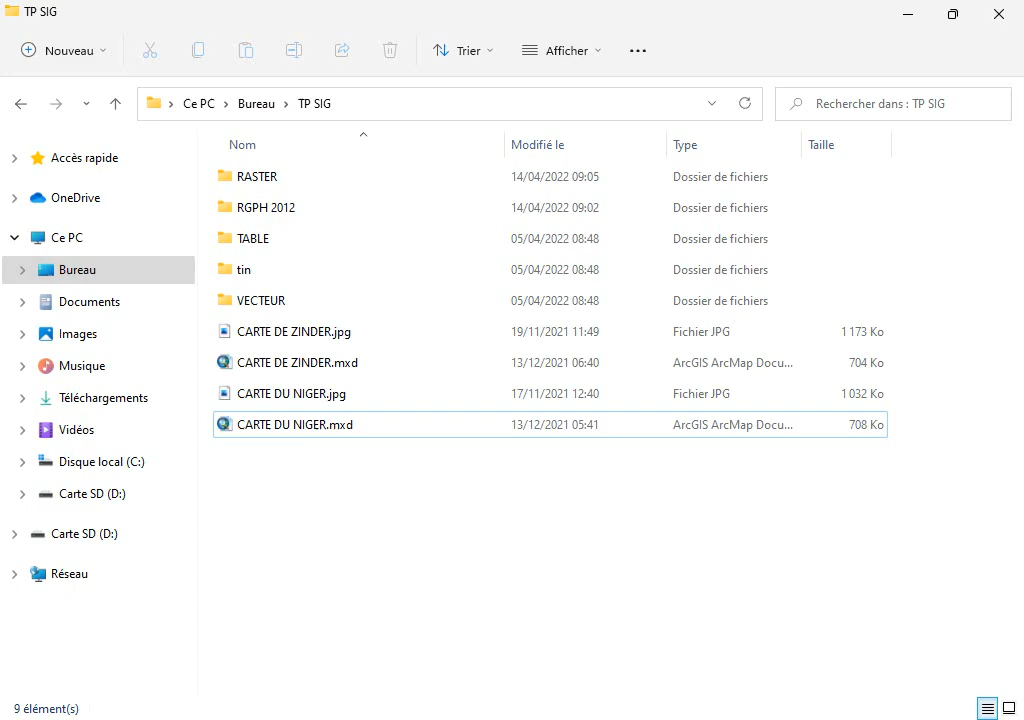 TP SIG
Nouveau Trier Afficher
Ce PC Bureau TP SIG Rechercher dans : TP SIG
Nom Modifié le Type Taille
Accès rapide
OneDrive
Ce PC
Bureau
Documents
Images
Musique
Téléchargements
Vidéos
Disque local (C:)
Carte SD (D:)
Carte SD (D:)
Réseau
RASTER 14/04/2022 09:05 Dossier de fichiers
RGPH 2012 14/04/2022 09:02 Dossier de fichiers
TABLE 05/04/2022 08:48 Dossier de fichiers
tin 05/04/2022 08:48 Dossier de fichiers
VECTEUR 05/04/2022 08:48 Dossier de fichiers
CARTE DE ZINDER.jpg 19/11/2021 11:49 Fichier JPG 1 173 Ko
CARTE DE ZINDER.mxd 13/12/2021 06:40 ArcGIS ArcMap Docu... 704 Ko
CARTE DU NIGER.jpg 17/11/2021 12:40 Fichier JPG 1 032 Ko
CARTE DU NIGER.mxd 13/12/2021 05:41 ArcGIS ArcMap Docu... 708 Ko
9 élément(s)